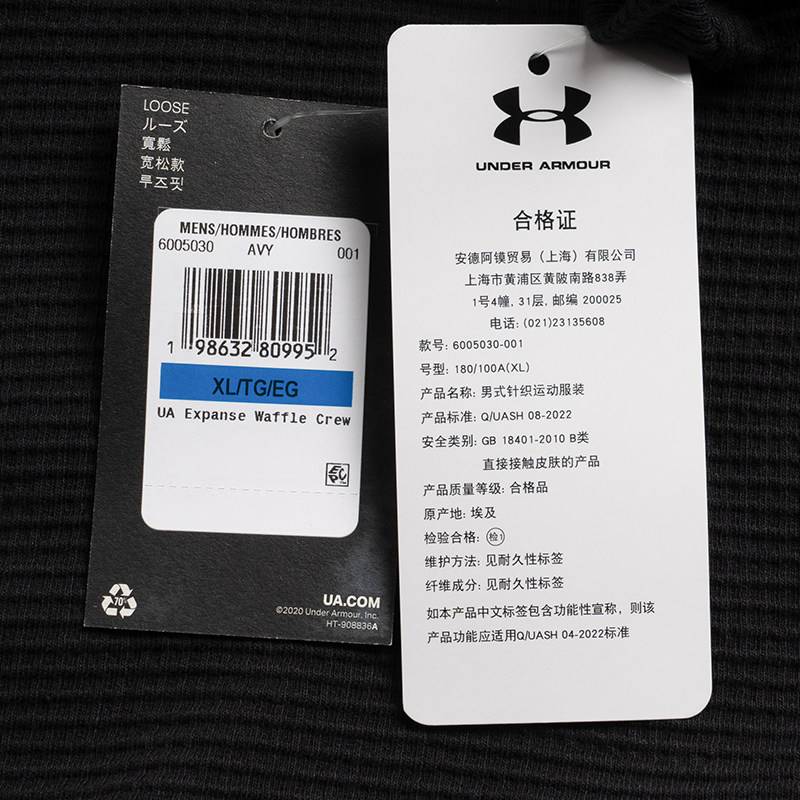 LOOSE
ルーズ
寬鬆
宽松款
루즈핏
MENS/HOMMES/HOMBRES
6005030 AVY 001
1 98632 80995 2
XL/TG/EG
UA Expanse Waffle Crew
EPC
70%
UA.COM
©2020 Under Armour, Inc.
HT-908836A
UNDER ARMOUR
合格证
安德阿镆贸易（上海）有限公司
上海市黄浦区黄陂南路838弄
1号4幢, 31层, 邮编 200025
电话: (021)23135608
款号: 6005030-001
号型: 180/100A(XL)
产品名称: 男式针织运动服装
产品标准: Q/UASH 08-2022
安全类别: GB 18401-2010 B类
直接接触皮肤的产品
产品质量等级: 合格品
原产地: 埃及
检验合格: 检1
维护方法: 见耐久性标签
纤维成分: 见耐久性标签
如本产品中文标签包含功能性宣称，则该
产品功能应适用Q/UASH 04-2022标准